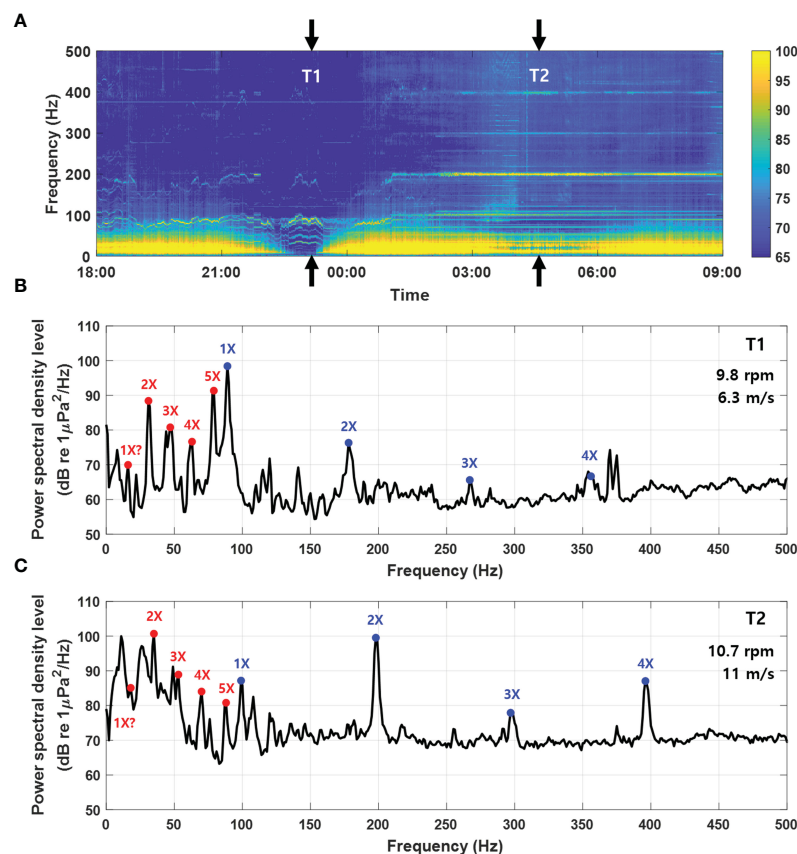 A
500
400
300
200
100
0
Frequency (Hz)
T1
T2
18:00
21:00
00:00
03:00
06:00
09:00
Time
100
95
90
85
80
75
70
65
B
110
100
90
80
70
60
50
Power spectral density level
(dB re 1μPa²/Hz)
1X?
2X
3X
4X
5X
1X
2X
3X
4X
T1
9.8 rpm
6.3 m/s
0
50
100
150
200
250
300
350
400
450
500
Frequency (Hz)
C
110
100
90
80
70
60
50
Power spectral density level
(dB re 1μPa²/Hz)
1X?
2X
3X
4X
5X
1X
2X
3X
4X
T2
10.7 rpm
11 m/s
0
50
100
150
200
250
300
350
400
450
500
Frequency (Hz)